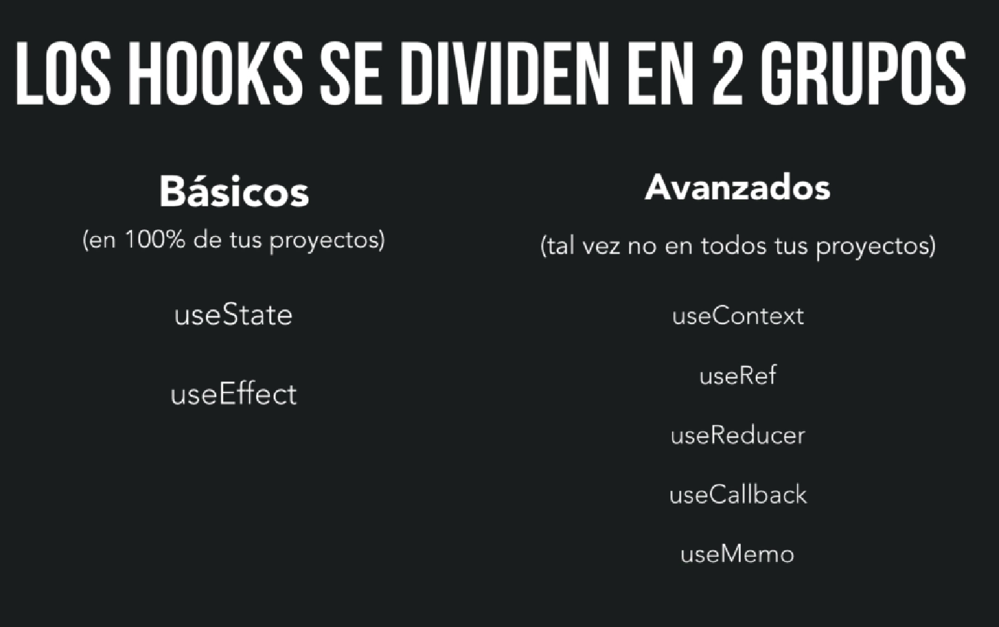 LOS HOOKS SE DIVIDEN EN 2 GRUPOS
Básicos
(en 100% de tus proyectos)
useState
useEffect
Avanzados
(tal vez no en todos tus proyectos)
useContext
useRef
useReducer
useCallback
useMemo